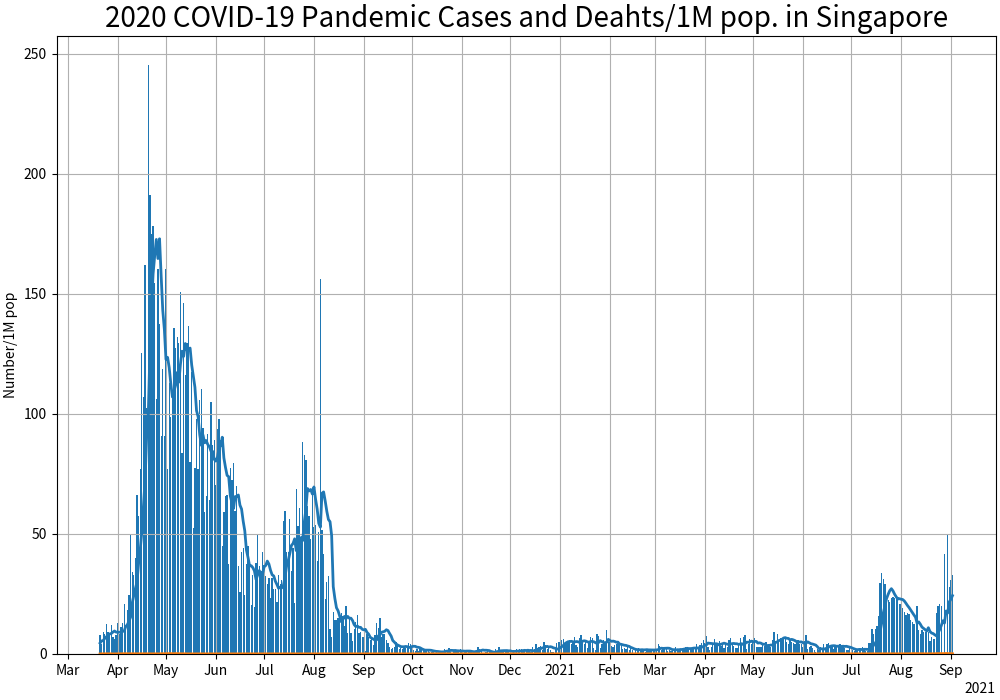 2020 COVID-19 Pandemic Cases and Deahts/1M pop. in Singapore
Number/1M pop
250
200
150
100
50
0
Mar Apr May Jun Jul Aug Sep Oct Nov Dec 2021 Feb Mar Apr May Jun Jul Aug Sep
2021